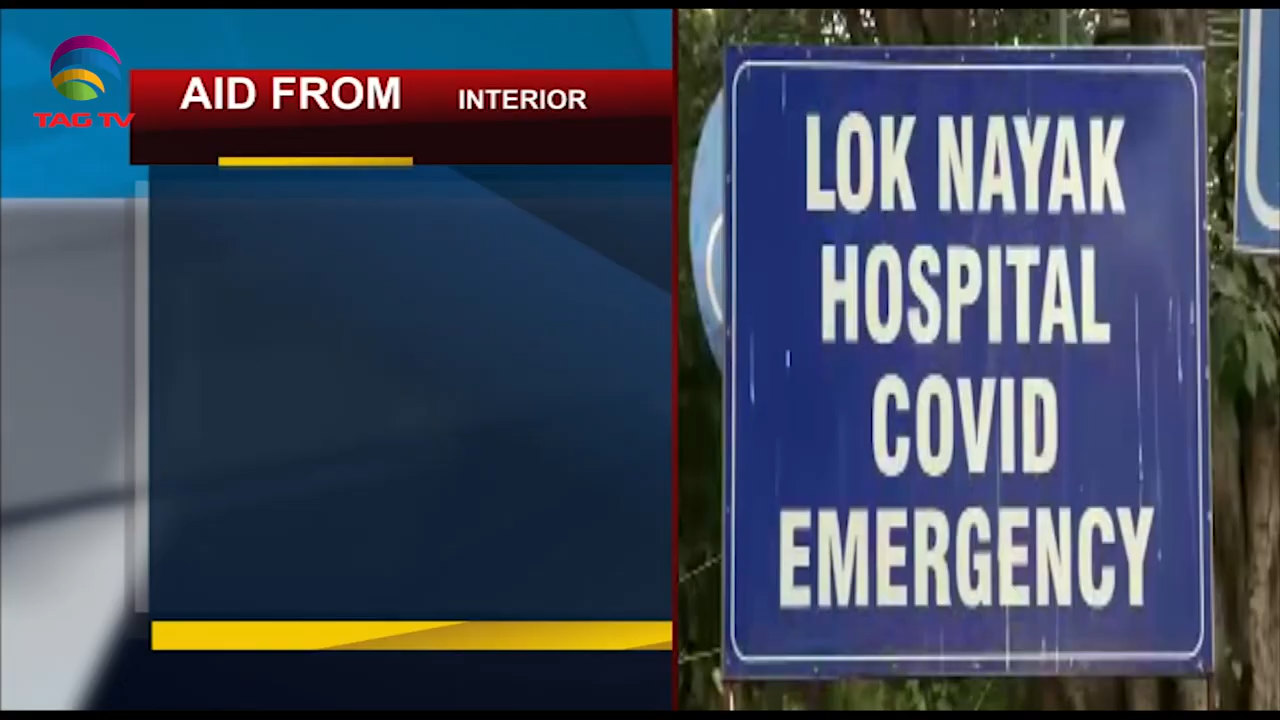 TAG TV
AID FROM INTERIOR
LOK NAYAK
HOSPITAL
COVID
EMERGENCY